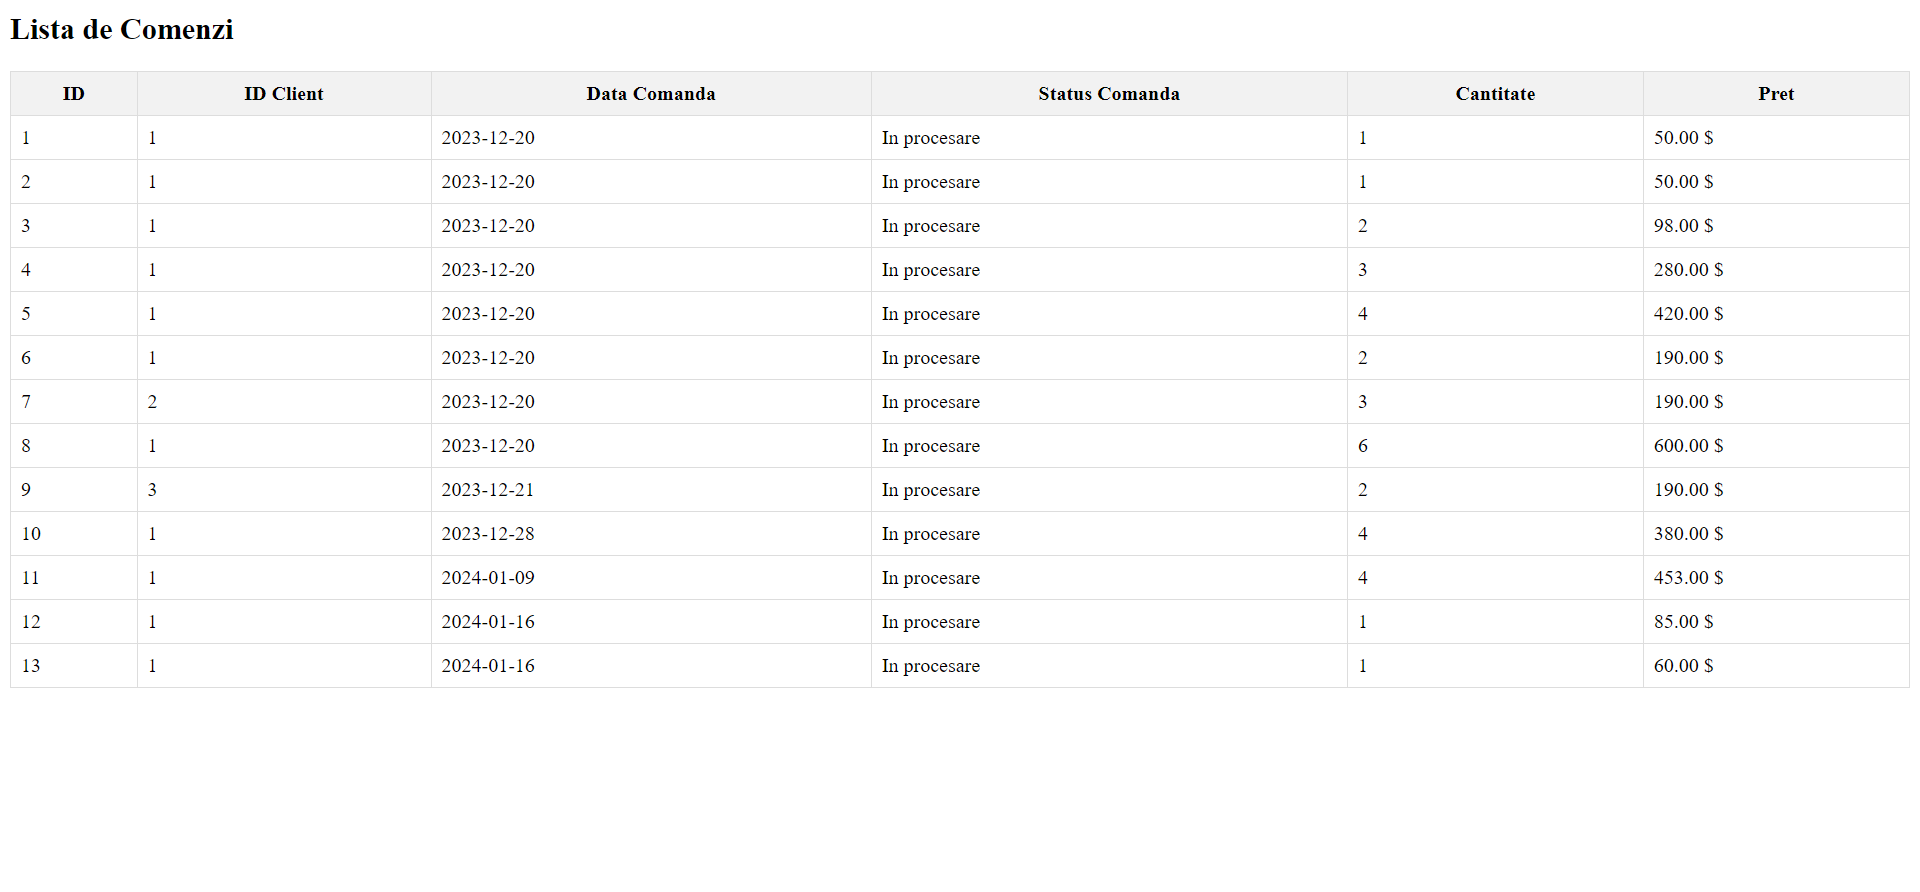 Lista de Comenzi
ID ID Client Data Comanda Status Comanda Cantitate Pret
1 1 2023-12-20 In procesare 1 50.00 $
2 1 2023-12-20 In procesare 1 50.00 $
3 1 2023-12-20 In procesare 2 98.00 $
4 1 2023-12-20 In procesare 3 280.00 $
5 1 2023-12-20 In procesare 4 420.00 $
6 1 2023-12-20 In procesare 2 190.00 $
7 2 2023-12-20 In procesare 3 190.00 $
8 1 2023-12-20 In procesare 6 600.00 $
9 3 2023-12-21 In procesare 2 190.00 $
10 1 2023-12-28 In procesare 4 380.00 $
11 1 2024-01-09 In procesare 4 453.00 $
12 1 2024-01-16 In procesare 1 85.00 $
13 1 2024-01-16 In procesare 1 60.00 $